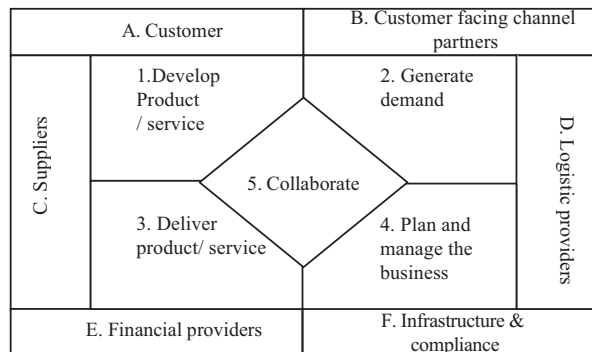 A. Customer
B. Customer facing channel
partners
1.Develop
Product
/ service
2. Generate
demand
C. Suppliers
D. Logistic providers
5. Collaborate
3. Deliver
product/ service
4. Plan and
manage the
business
E. Financial providers
F. Infrastructure &
compliance